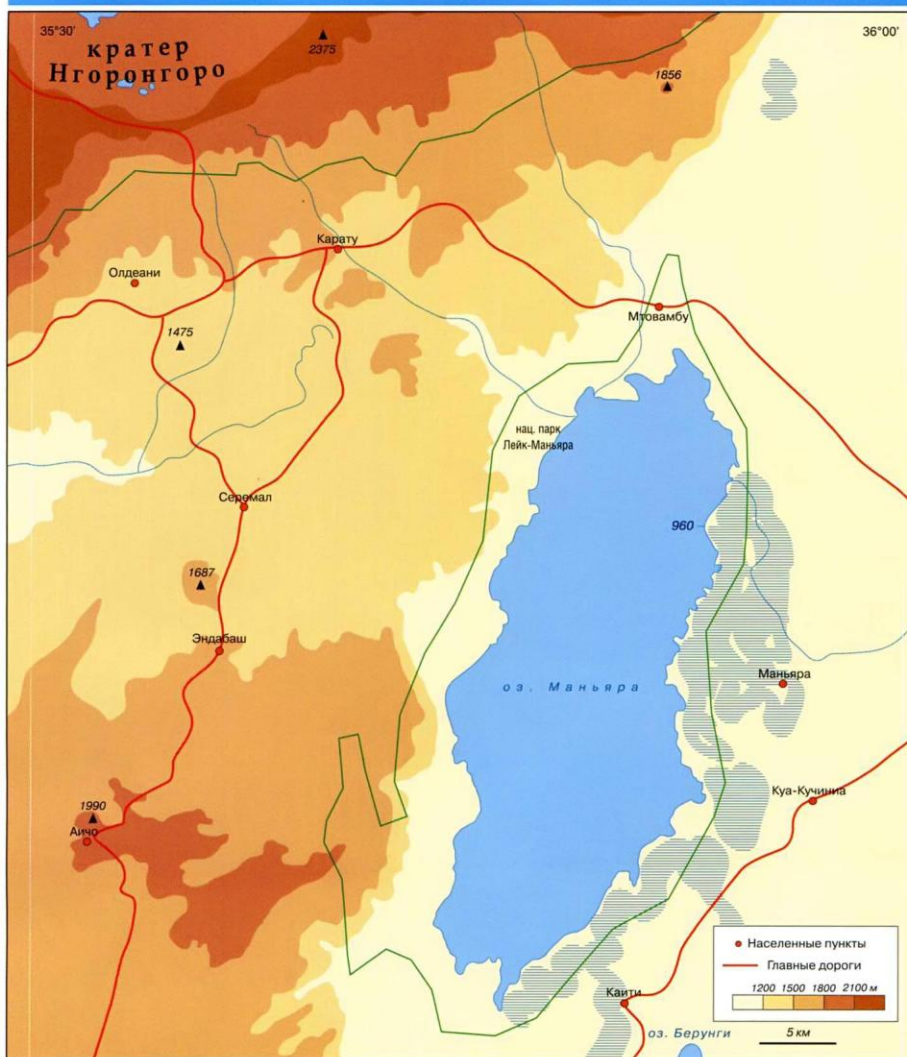 35°30'
36°00'
кратер
Нгоронгоро
2375
1856
Карату
Олдеани
Мтовамбу
1475
нац. парк
Лейк-Маньяра
Серемал
960
1687
Эндабаш
Маньяра
оз. Маньяра
Куа-Кучиниа
1990
Аичо
Населенные пункты
Главные дороги
1200 1500 1800 2100 м
Каити
оз. Берунги
5 км